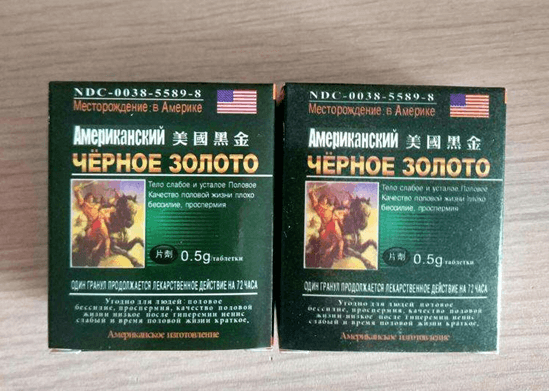 NDC-0038-5589-8
Месторождение: в Америке
Американский 美國黑金
ЧЁРНОЕ ЗОЛОТО
Тело слабое и усталое Половое
Качество половой жизни плохо
бессилие, проспермия
片劑 0.5g таблетки
ОДИН ГРАНУЛ ПРОДОЛЖАЕТСЯ ЛЕКАРСТВЕННОЕ ДЕЙСТВИЕ НА 72 ЧАСА
Угодно для людей: половое
бессилие, проспермия, качество половой
жизни низкое после гиперемии пенис
слабый и время половой жизни краткое,
Американское изготовление
NDC-0038-5589-8
Месторождение: в Америке
Американский 美國黑金
ЧЁРНОЕ ЗОЛОТО
Тело слабое и усталое Половое
Качество половой жизни плохо
бессилие, проспермия
片劑 0.5g таблетки
ОДИН ГРАНУЛ ПРОДОЛЖАЕТСЯ ЛЕКАРСТВЕННОЕ ДЕЙСТВИЕ НА 72 ЧАСА
Угодно для людей: половое
бессилие, проспермия, качество половой
жизни низкое после гиперемии пенис
слабый и время половой жизни краткое.
Американское изготовление